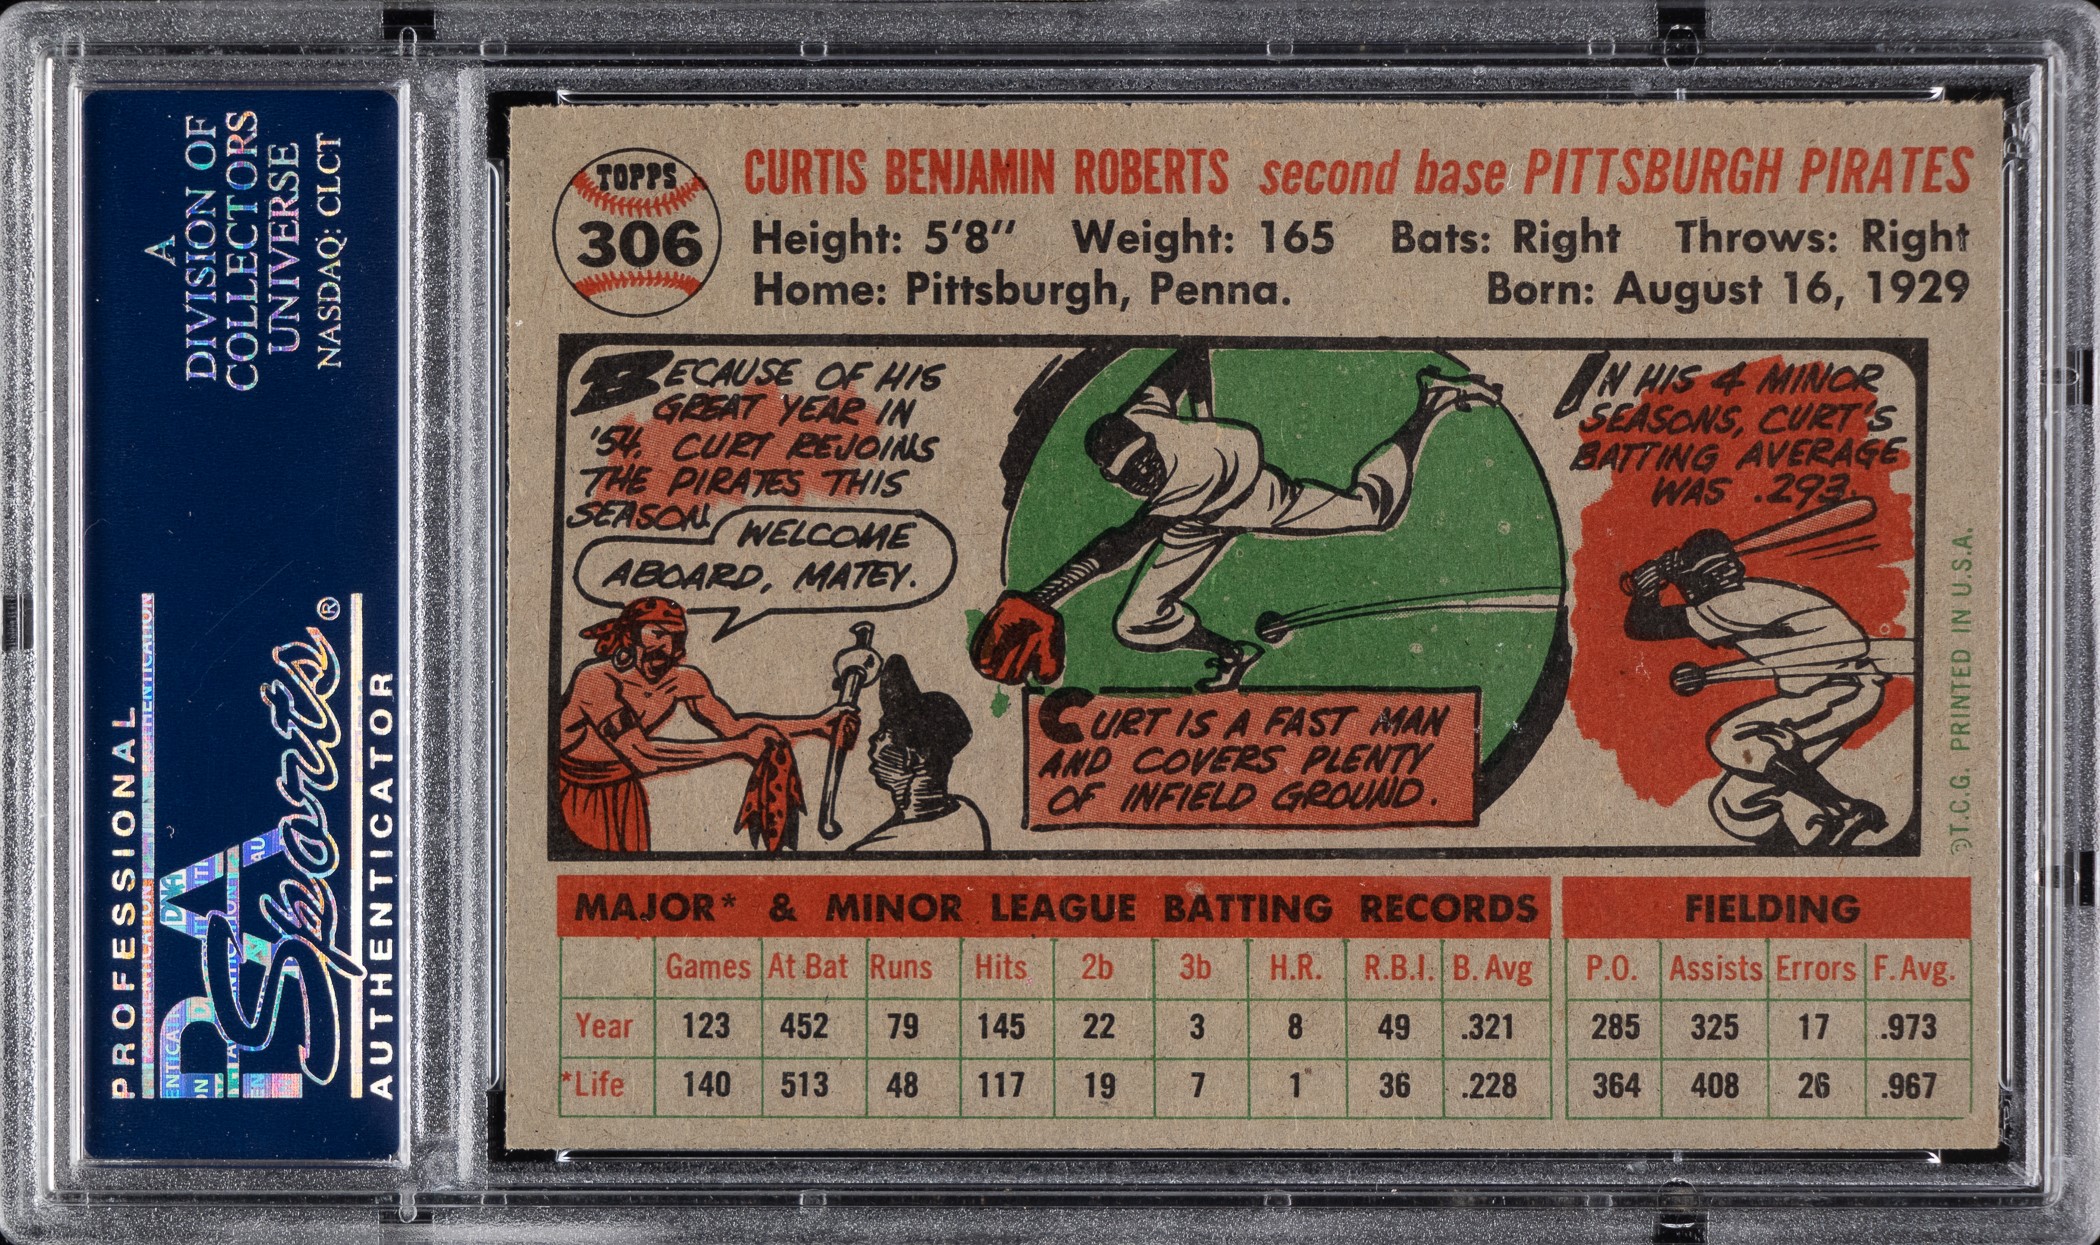 A
DIVISION OF
COLLECTORS
UNIVERSE
NASDAQ: CLCT
PROFESSIONAL
PSA
Sports®
AUTHENTICATOR
TOPPS
306
CURTIS BENJAMIN ROBERTS second base PITTSBURGH PIRATES
Height: 5'8" Weight: 165 Bats: Right Throws: Right
Home: Pittsburgh, Penna. Born: August 16, 1929
BECAUSE OF HIS
GREAT YEAR IN
'54, CURT REJOINS
THE PIRATES THIS
SEASON.
WELCOME
ABOARD, MATEY.
CURT IS A FAST MAN
AND COVERS PLENTY
OF INFIELD GROUND.
IN HIS 4 MINOR
SEASONS, CURT'S
BATTING AVERAGE
WAS .293.
©T.C.G. PRINTED IN U.S.A.
MAJOR* & MINOR LEAGUE BATTING RECORDS FIELDING
Games At Bat Runs Hits 2b 3b H.R. R.B.I. B. Avg P.O. Assists Errors F. Avg.
Year 123 452 79 145 22 3 8 49 .321 285 325 17 .973
*Life 140 513 48 117 19 7 1 36 .228 364 408 26 .967